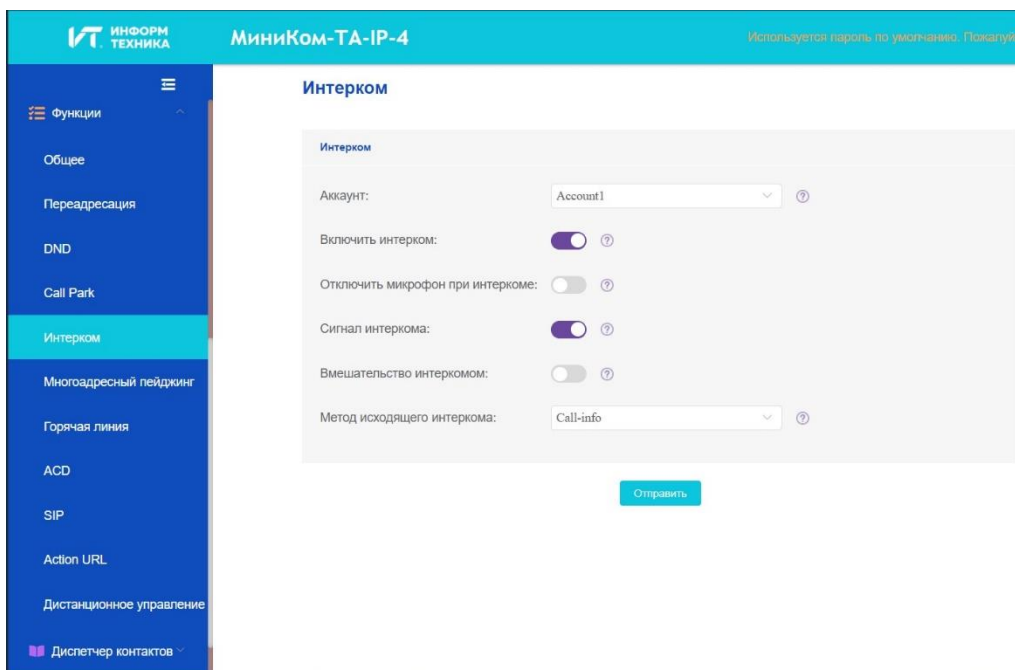 ИТ ИНФОРМ
ТЕХНИКА
МиниКом-TA-IP-4
Используется пароль по умолчанию. Пожалуй
Функции
Общее
Переадресация
DND
Call Park
Интерком
Многоадресный пейджинг
Горячая линия
ACD
SIP
Action URL
Дистанционное управление
Диспетчер контактов
Интерком
Интерком
Аккаунт: Account1
Включить интерком:
Отключить микрофон при интеркоме:
Сигнал интеркома:
Вмешательство интеркомом:
Метод исходящего интеркома: Call-info
Отправить